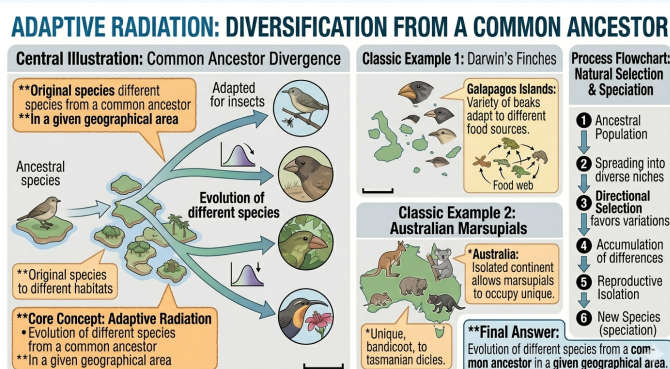 ADAPTIVE RADIATION: DIVERSIFICATION FROM A COMMON ANCESTOR
Central Illustration: Common Ancestor Divergence
**Original species different
species from a common ancestor
**In a given geographical area
Adapted
for insects
Ancestral
species
Evolution of
different species
**Original species
to different habitats
**Core Concept: Adaptive Radiation
• Evolution of different species
from a common ancestor
**In a given geographical area
Classic Example 1: Darwin's Finches
Galapagos Islands:
Variety of beaks
adapt to different
food sources.
Food web
Classic Example 2:
Australian Marsupials
*Australia:
Isolated continent
allows marsupials
to occupy unique.
*Unique,
bandicoot, to
tasmanian dicles.
Process Flowchart:
Natural Selection
& Speciation
1 Ancestral
Population
2 Spreading into
diverse niches
3 Directional
Selection
favors variations
4 Accumulation
of differences
5 Reproductive
Isolation
6 New Species
(speciation)
**Final Answer:
Evolution of different species from a com-
mon ancestor in a given geographical area.